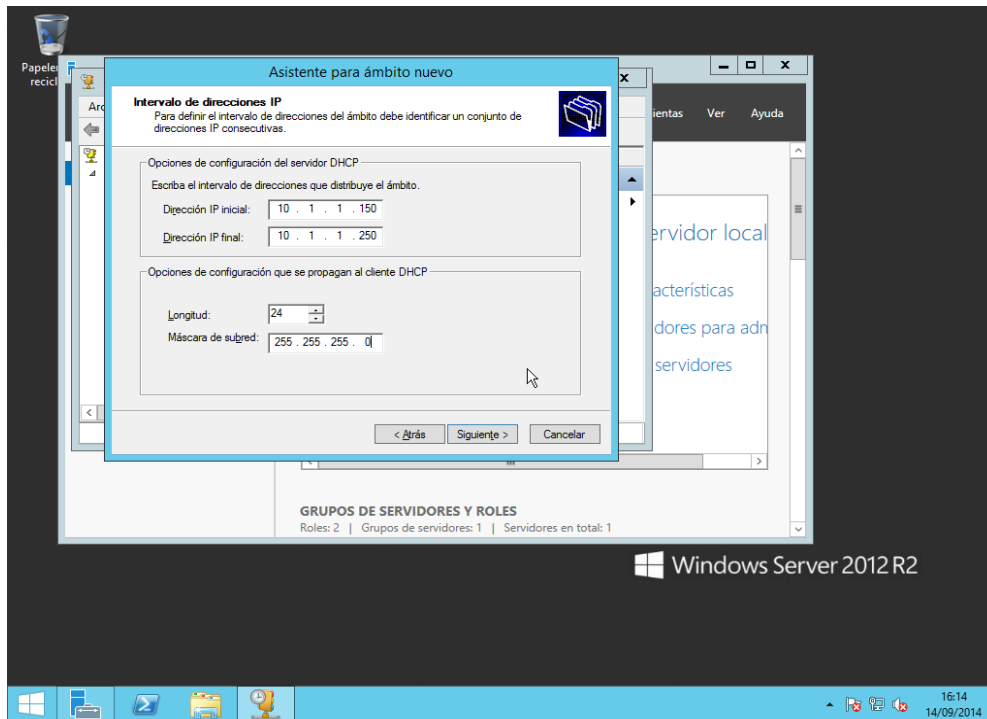 Papele
recicl
Asistente para ámbito nuevo
Arc
ientas Ver Ayuda
Intervalo de direcciones IP
Para definir el intervalo de direcciones del ámbito debe identificar un conjunto de
direcciones IP consecutivas.
Opciones de configuración del servidor DHCP
Escriba el intervalo de direcciones que distribuye el ámbito.
Dirección IP inicial: 10 . 1 . 1 . 150
Dirección IP final: 10 . 1 . 1 . 250
ervidor local
Opciones de configuración que se propagan al cliente DHCP
acterísticas
Longitud: 24
dores para adn
Máscara de subred: 255 . 255 . 255 . 0
servidores
< Atrás Siguiente > Cancelar
GRUPOS DE SERVIDORES Y ROLES
Roles: 2 | Grupos de servidores: 1 | Servidores en total: 1
Windows Server 2012 R2
16:14
14/09/2014